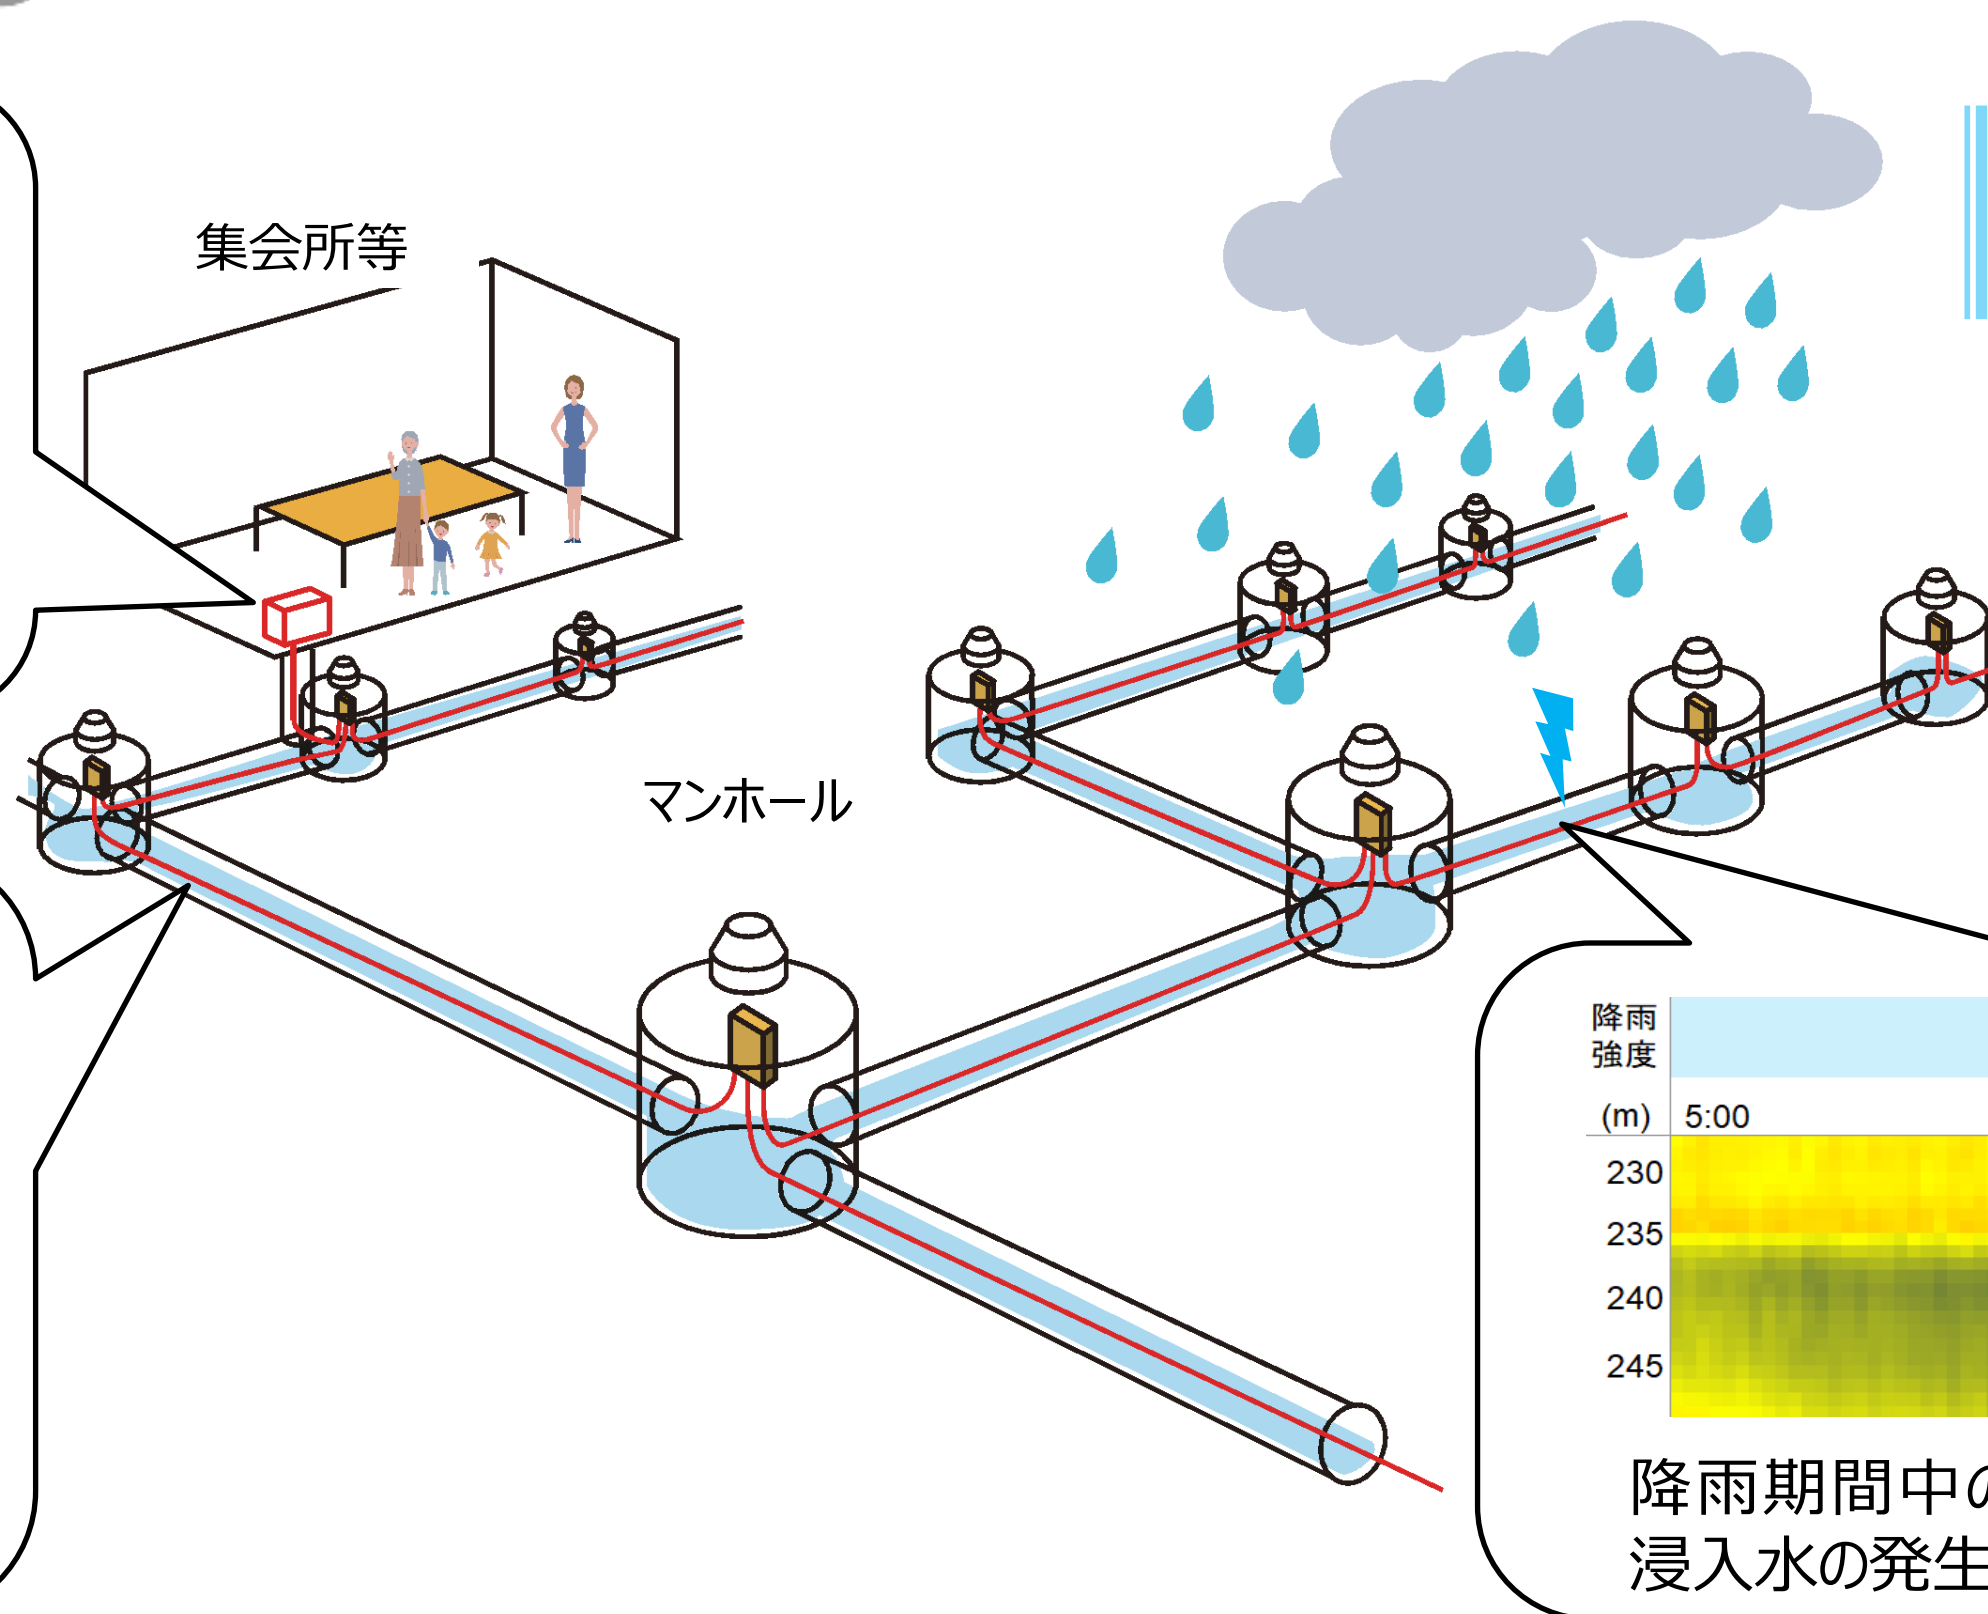 集会所等
マンホール
降雨
強度
(m) 5:00
230
235
240
245
降雨期間中の
浸入水の発生